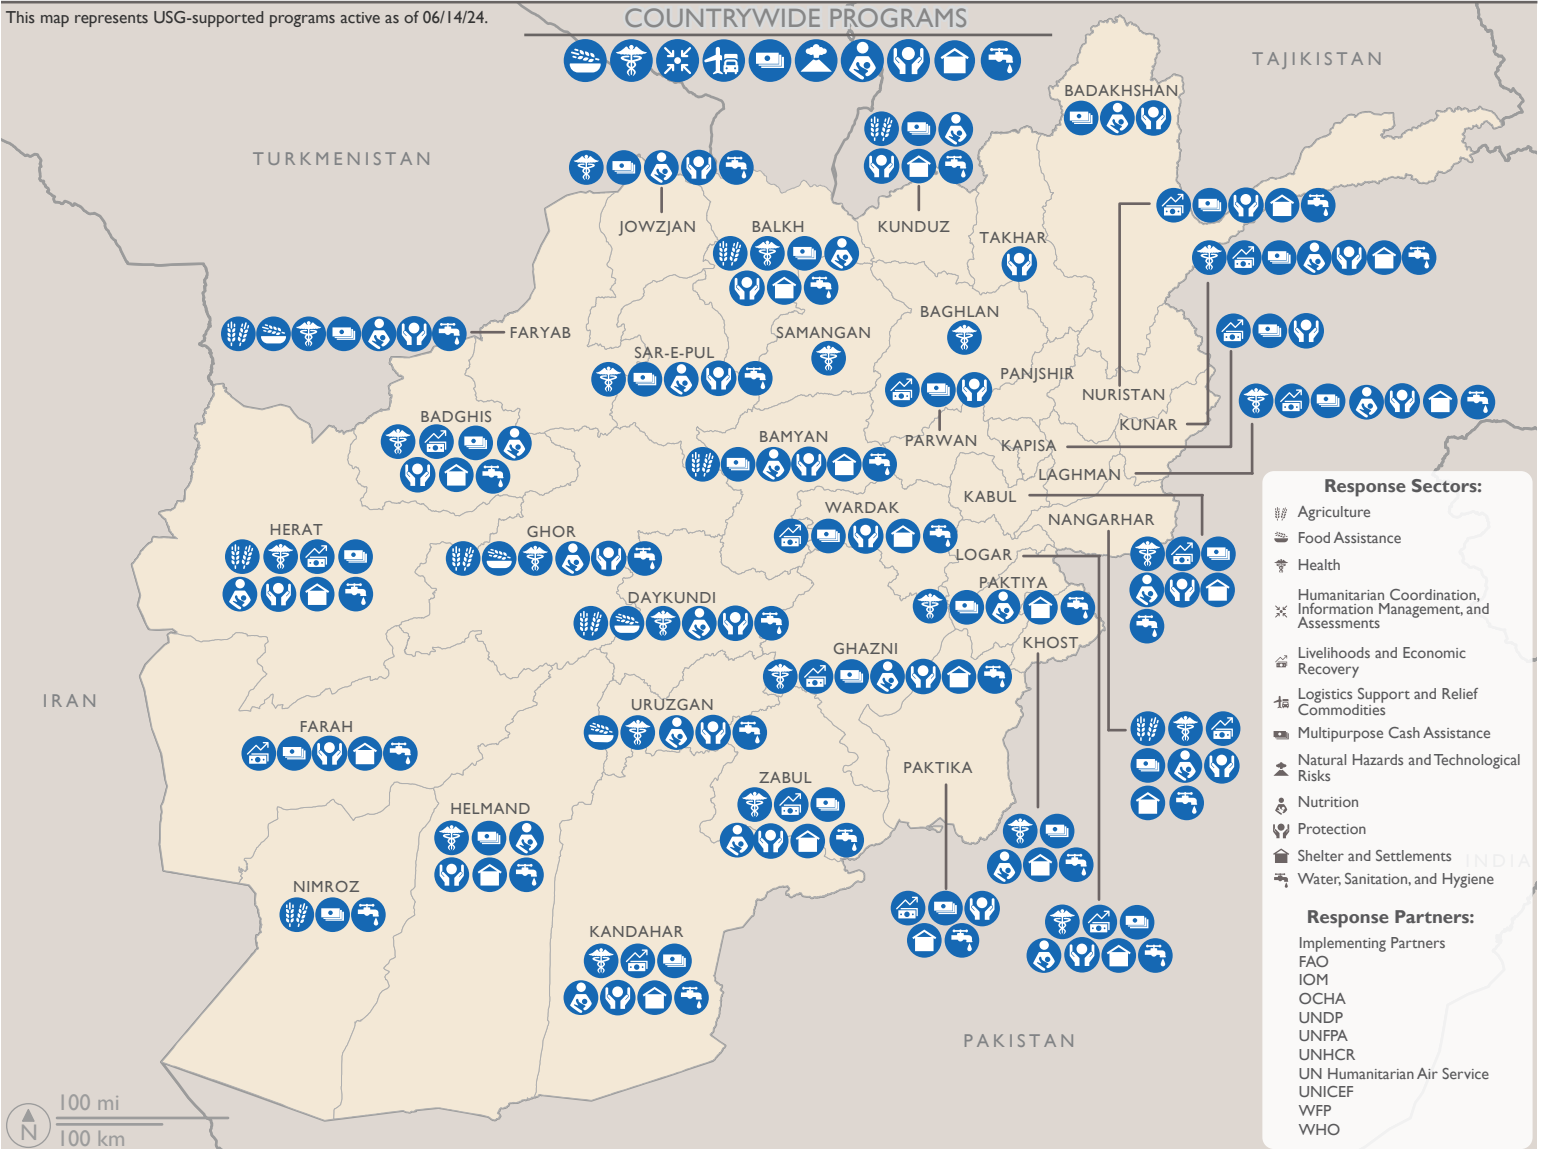 This map represents USG-supported programs active as of 06/14/24.
COUNTRYWIDE PROGRAMS
TAJIKISTAN
BADAKHSHAN
TURKMENISTAN
JOWZJAN
BALKH
KUNDUZ
TAKHAR
BAGHLAN
FARYAB
SAMANGAN
SAR-E-PUL
PANJSHIR
NURISTAN
BADGHIS
KUNAR
BAMYAN
PARWAN
KAPISA
LAGHMAN
KABUL
WARDAK
NANGARHAR
HERAT
GHOR
LOGAR
PAKTIYA
DAYKUNDI
KHOST
GHAZNI
IRAN
URUZGAN
FARAH
PAKTIKA
ZABUL
HELMAND
NIMROZ
KANDAHAR
PAKISTAN
INDIA
Response Sectors:
Agriculture
Food Assistance
Health
Humanitarian Coordination,
Information Management, and
Assessments
Livelihoods and Economic
Recovery
Logistics Support and Relief
Commodities
Multipurpose Cash Assistance
Natural Hazards and Technological
Risks
Nutrition
Protection
Shelter and Settlements
Water, Sanitation, and Hygiene
Response Partners:
Implementing Partners
FAO
IOM
OCHA
UNDP
UNFPA
UNHCR
UN Humanitarian Air Service
UNICEF
WFP
WHO
100 mi
N
100 km